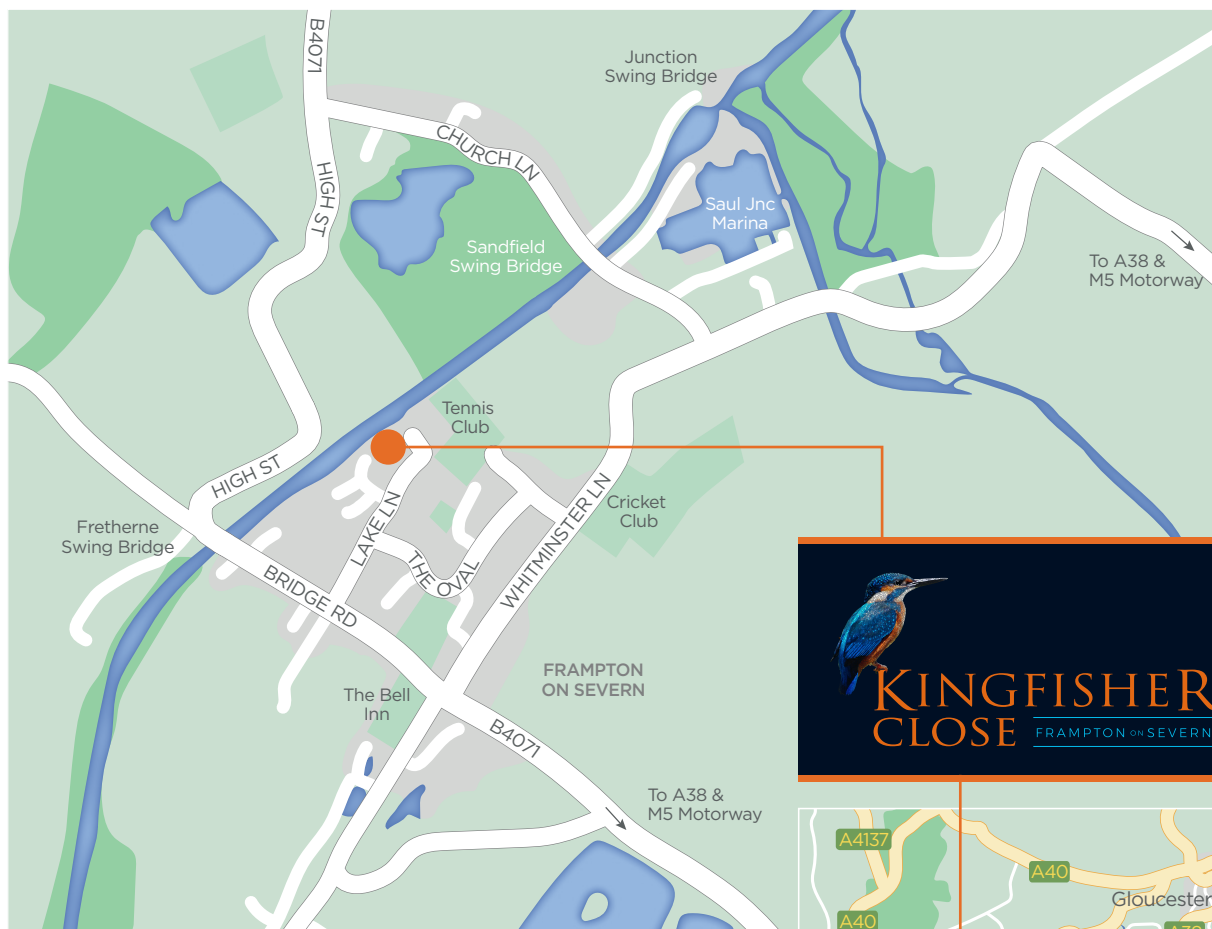 B4071
Junction
Swing Bridge
CHURCH LN
HIGH ST
Saul Jnc
Marina
Sandfield
Swing Bridge
To A38 &
M5 Motorway
Tennis
Club
HIGH ST
Cricket
Club
Fretherne
Swing Bridge
LAKE LN
THE OVAL
WHITMINSTER LN
BRIDGE RD
FRAMPTON
ON SEVERN
The Bell
Inn
B4071
To A38 &
M5 Motorway
KINGFISHER
CLOSE
FRAMPTON ON SEVERN
A4137
A40
Gloucester
A40
A38